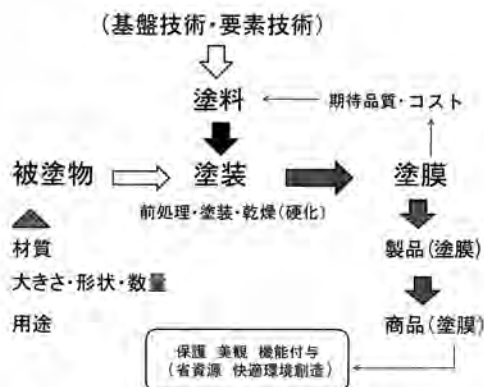 (基盤技術・要素技術)
塗料
期待品質・コスト
被塗物
塗装
塗膜
前処理・塗装・乾燥(硬化)
材質
製品(塗膜)
大きさ・形状・数量
用途
商品(塗膜)
保護 美観 機能付与
(省資源 快適環境創造)